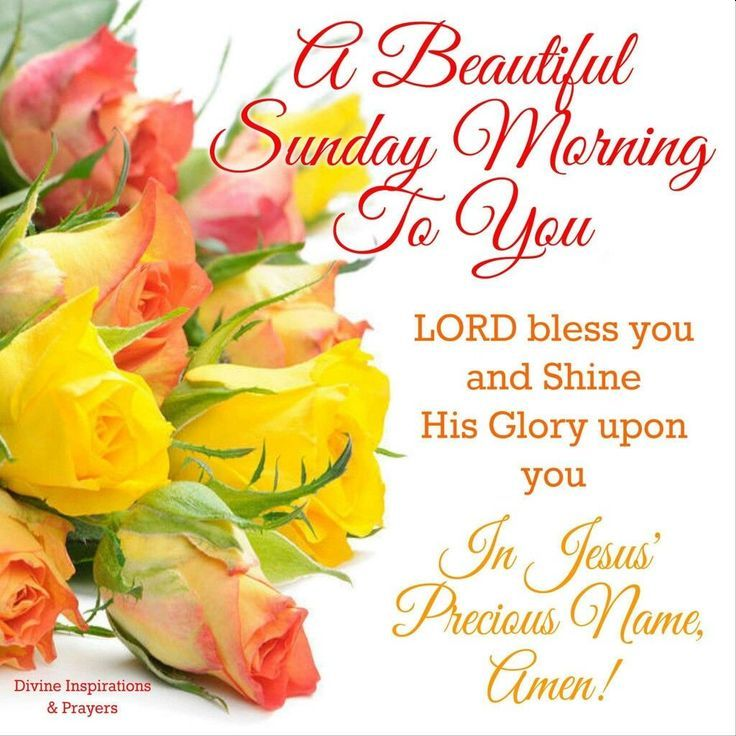 A Beautiful
Sunday Morning
To You
LORD bless you
and Shine
His Glory upon
you
In Jesus'
Precious Name,
Amen!
Divine Inspirations
& Prayers